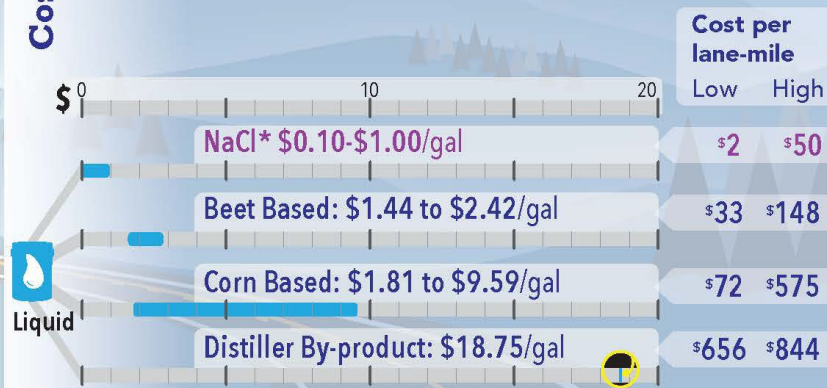 Cos
Cost per
lane-mile
Low High
$ 0 10 20
NaCl* $0.10-$1.00/gal
$2 $50
Beet Based: $1.44 to $2.42/gal
$33 $148
Corn Based: $1.81 to $9.59/gal
$72 $575
Liquid
Distiller By-product: $18.75/gal
$656 $844